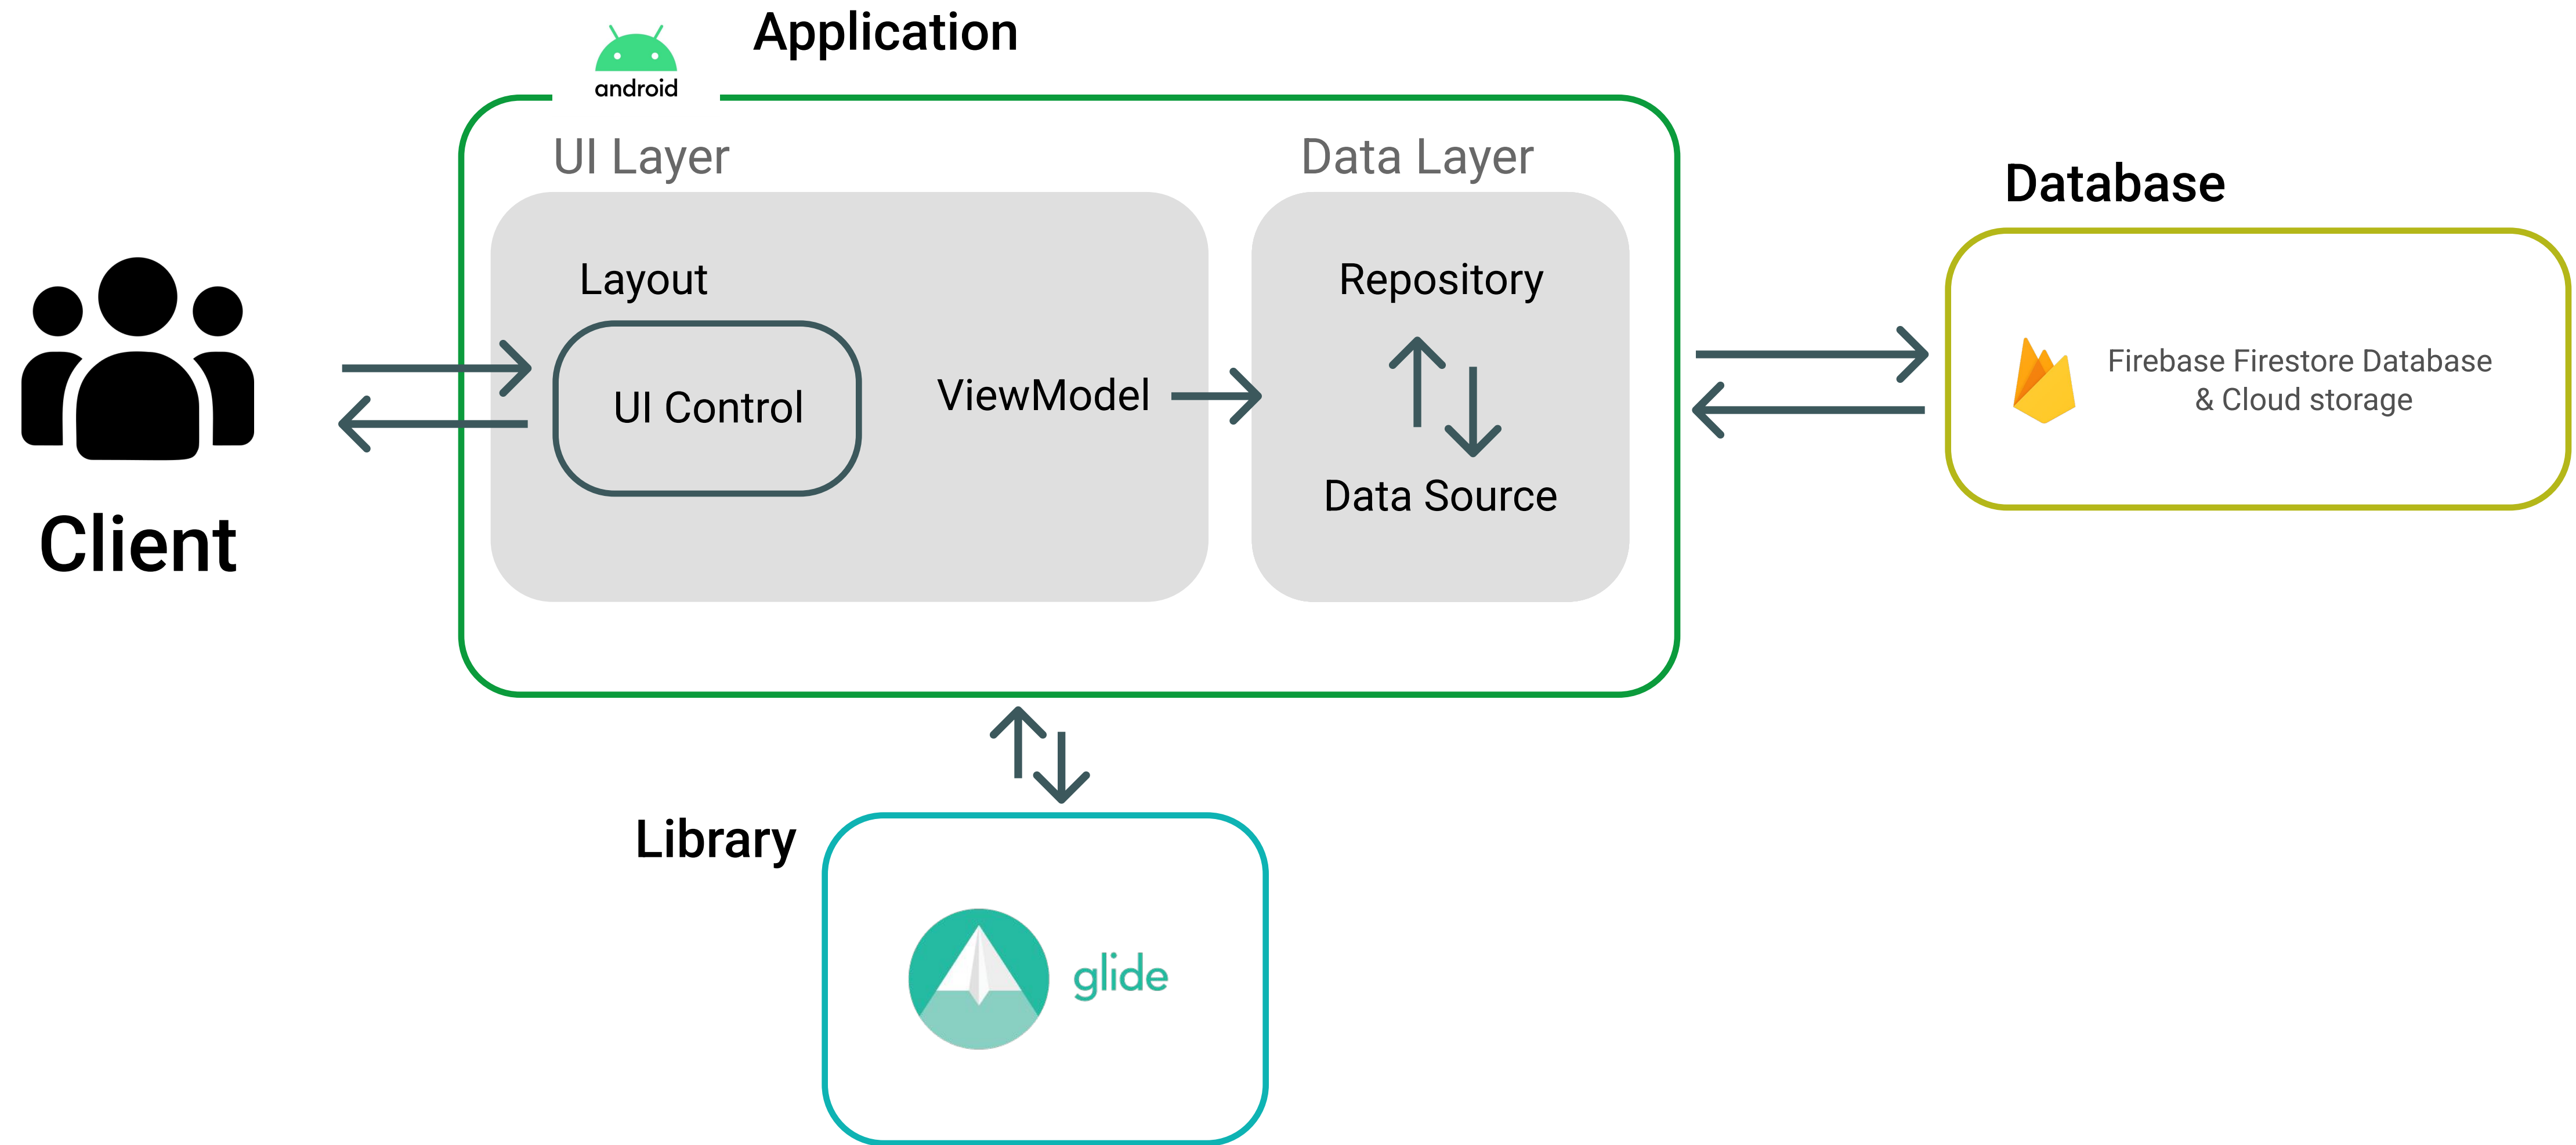 Application
android
UI Layer
Data Layer
Database
Layout
Repository
UI Control
ViewModel
Firebase Firestore Database
& Cloud storage
Data Source
Client
Library
glide